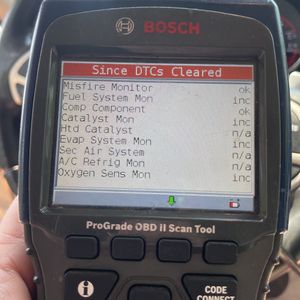 BOSCH
Since DTCs Cleared
Misfire Monitor ok
Fuel System Mon inc
Comp Component ok
Catalyst Mon inc
Htd Catalyst n/a
Evap System Mon inc
Sec Air System n/a
A/C Refrig Mon n/a
Oxygen Sens Mon inc
ProGrade OBD II Scan Tool
i
CODE
CONNECT